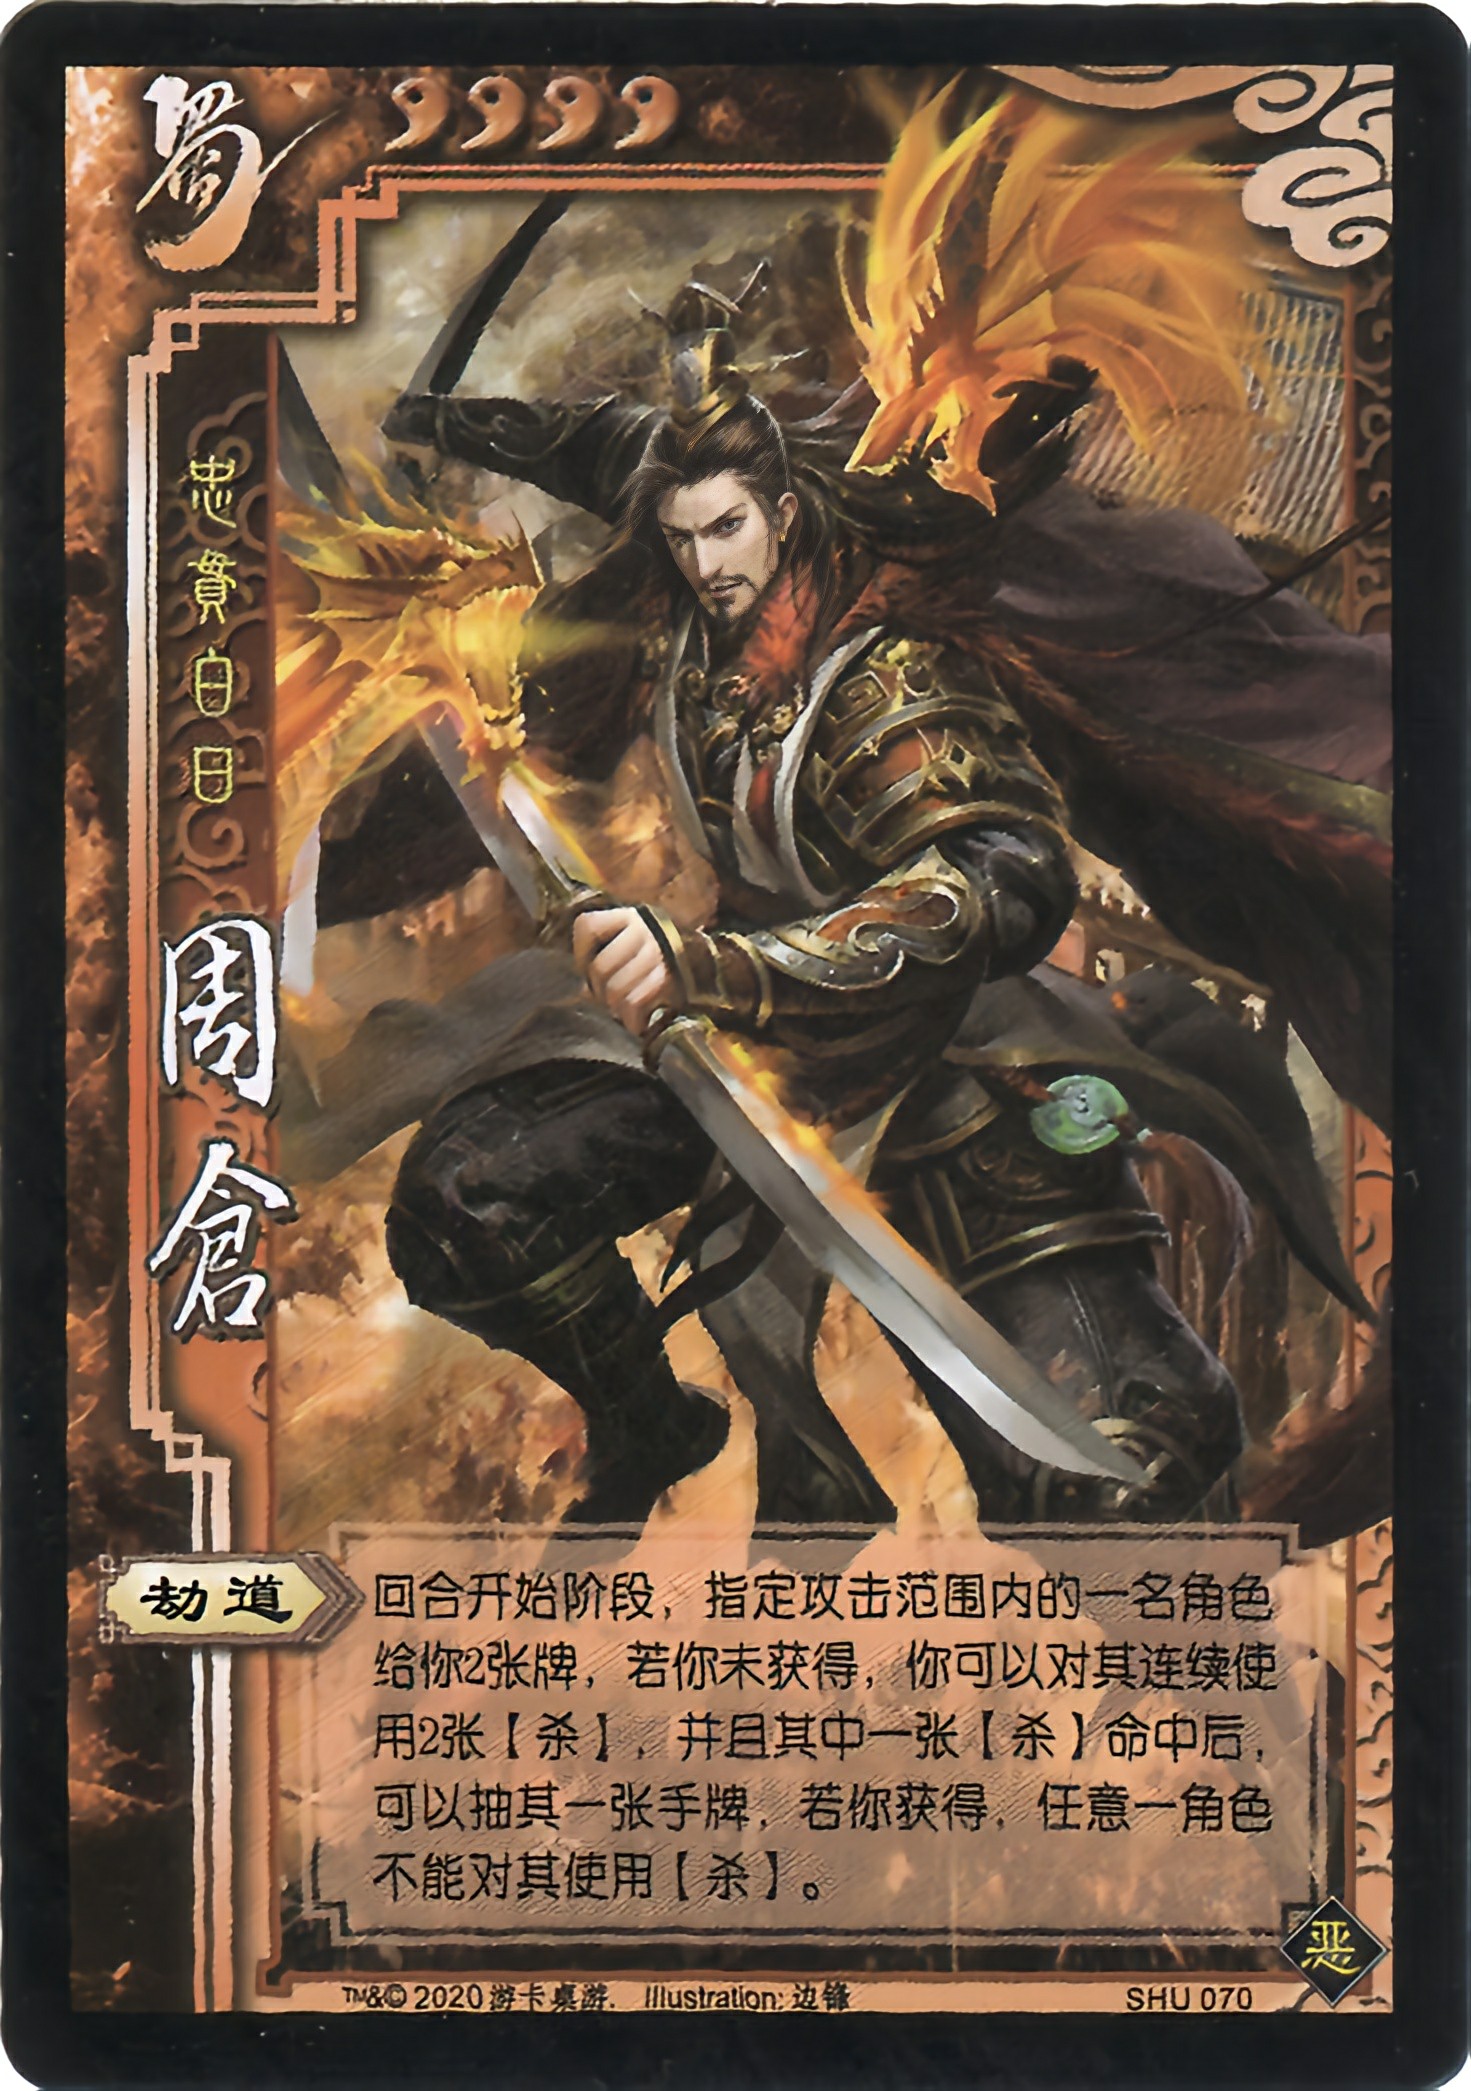 蜀
忠貫白日
周倉
劫道
回合开始阶段，指定攻击范围内的一名角色
给你2张牌，若你未获得，你可以对其连续使
用2张【杀】，并且其中一张【杀】命中后，
可以抽其一张手牌，若你获得，任意一角色
不能对其使用【杀】。
恶
™&© 2020 游卡桌游. Illustration: 边锋
SHU 070